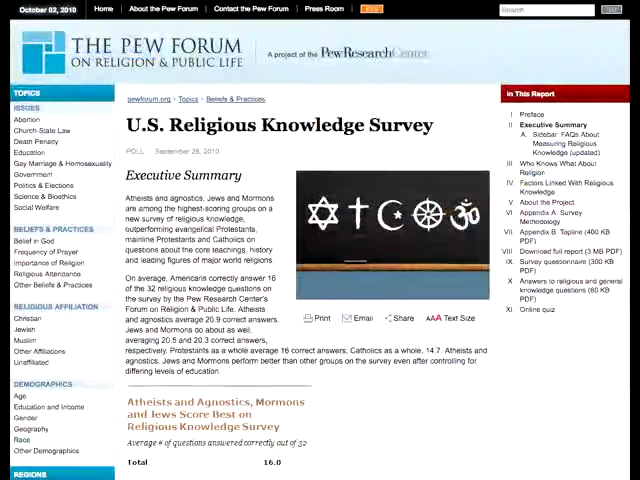 October 02, 2010
Home
About the Pew Forum
Contact the Pew Forum
Press Room
Search
THE PEW FORUM
ON RELIGION & PUBLIC LIFE
A project of the PewResearchCenter
TOPICS
ISSUES
Abortion
Church-State Law
Death Penalty
Education
Gay Marriage & Homosexuality
Government
Politics & Elections
Science & Bioethics
Social Welfare
BELIEFS & PRACTICES
Belief in God
Frequency of Prayer
Importance of Religion
Religious Attendance
Other Beliefs & Practices
RELIGIOUS AFFILIATION
Christian
Jewish
Muslim
Other Affiliations
Unaffiliated
DEMOGRAPHICS
Age
Education and Income
Gender
Geography
Race
Other Demographics
REGIONS
pewforum.org > Topics > Beliefs & Practices
U.S. Religious Knowledge Survey
POLL September 28, 2010
Executive Summary
Atheists and agnostics, Jews and Mormons
are among the highest-scoring groups on a
new survey of religious knowledge,
outperforming evangelical Protestants,
mainline Protestants and Catholics on
questions about the core teachings, history
and leading figures of major world religions
On average, Americans correctly answer 16
of the 32 religious knowledge questions on
the survey by the Pew Research Center's
Forum on Religion & Public Life. Atheists
and agnostics average 20.9 correct answers.
Jews and Mormons do about as well,
averaging 20.5 and 20.3 correct answers,
respectively. Protestants as a whole average 16 correct answers; Catholics as a whole, 14.7. Atheists and
agnostics, Jews and Mormons perform better than other groups on the survey even after controlling for
differing levels of education.
Print
Email
Share
AAA Text Size
Atheists and Agnostics, Mormons
and Jews Score Best on
Religious Knowledge Survey
Average # of questions answered correctly out of 32
Total 16.0
In This Report
I Preface
II Executive Summary
A. Sidebar: FAQs About
Measuring Religious
Knowledge (updated)
III. Who Knows What About
Religion
IV. Factors Linked With Religious
Knowledge
V. About the Project
VI. Appendix A. Survey
Methodology
VII. Appendix B. Topline (400 KB
PDF)
VIII Download full report (3 MB PDF)
IX. Survey questionnaire (300 KB
PDF)
X Answers to religious and general
knowledge questions (60 KB
PDF)
XI Online quiz